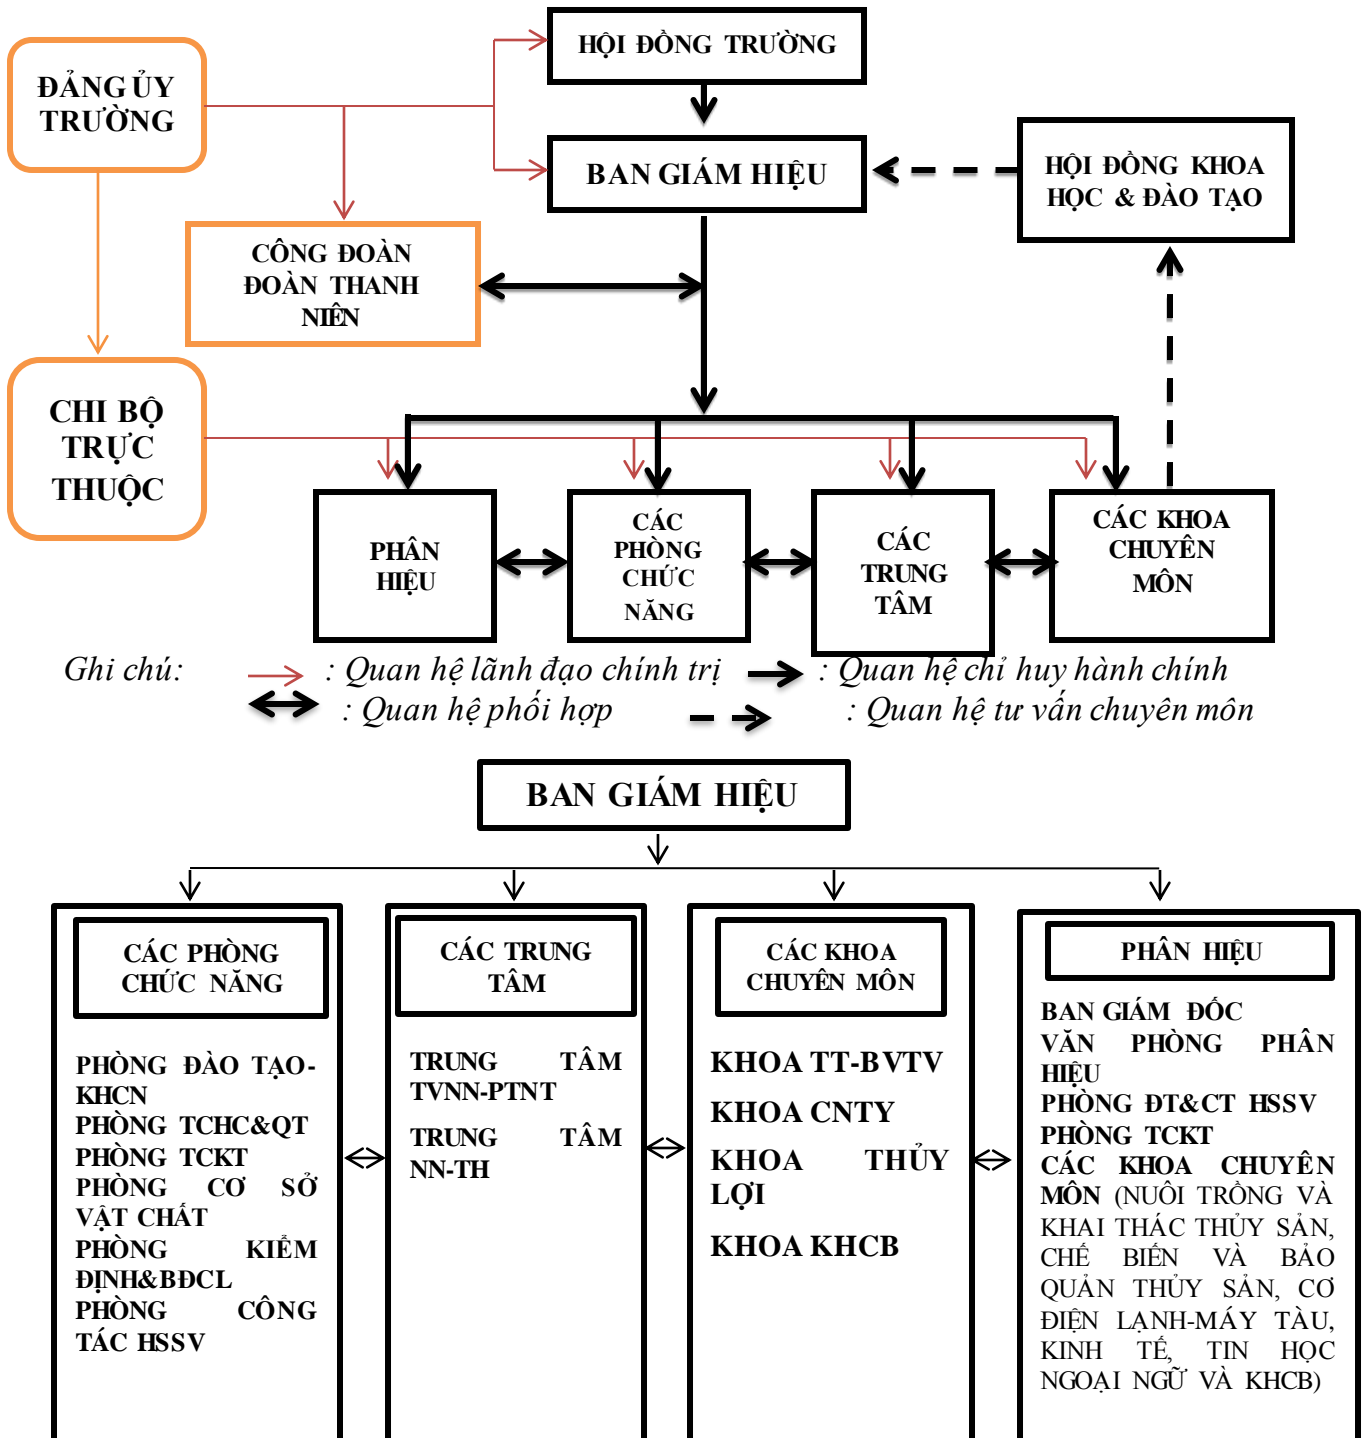 HỘI ĐỒNG TRƯỜNG
ĐẢNG ỦY
TRƯỜNG
BAN GIÁM HIỆU
HỘI ĐỒNG KHOA
HỌC & ĐÀO TẠO
CÔNG ĐOÀN
ĐOÀN THANH
NIÊN
CHI BỘ
TRỰC
THUỘC
PHÂN
HIỆU
CÁC
PHÒNG
CHỨC
NĂNG
CÁC
TRUNG
TÂM
CÁC KHOA
CHUYÊN
MÔN
Ghi chú: : Quan hệ lãnh đạo chính trị : Quan hệ chỉ huy hành chính
: Quan hệ phối hợp : Quan hệ tư vấn chuyên môn
BAN GIÁM HIỆU
CÁC PHÒNG
CHỨC NĂNG
PHÒNG ĐÀO TẠO-
KHCN
PHÒNG TCHC&QT
PHÒNG TCKT
PHÒNG CƠ SỞ
VẬT CHẤT
PHÒNG KIỂM
ĐỊNH&BĐCL
PHÒNG CÔNG
TÁC HSSV
CÁC TRUNG
TÂM
TRUNG TÂM
TVNN-PTNT
TRUNG TÂM
NN-TH
CÁC KHOA
CHUYÊN MÔN
KHOA TT-BVTV
KHOA CNTY
KHOA THỦY
LỢI
KHOA KHCB
PHÂN HIỆU
BAN GIÁM ĐỐC
VĂN PHÒNG PHÂN
HIỆU
PHÒNG ĐT&CT HSSV
PHÒNG TCKT
CÁC KHOA CHUYÊN
MÔN (NUÔI TRỒNG VÀ
KHAI THÁC THỦY SẢN,
CHẾ BIẾN VÀ BẢO
QUẢN THỦY SẢN, CƠ
ĐIỆN LẠNH-MÁY TÀU,
KINH TẾ, TIN HỌC
NGOẠI NGỮ VÀ KHCB)